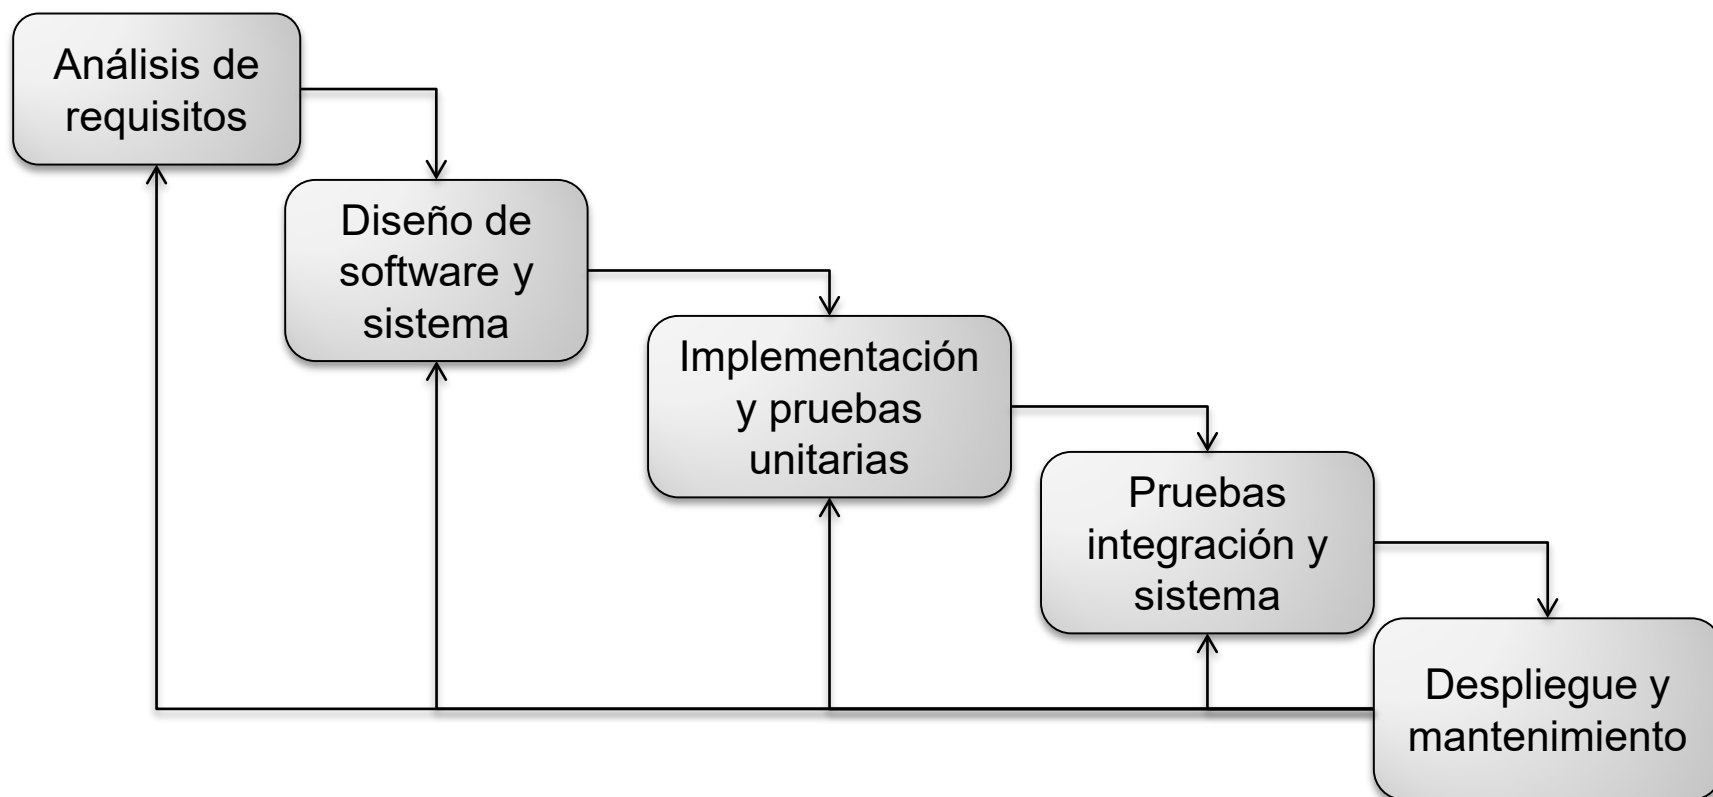 Análisis de
requisitos
Diseño de
software y
sistema
Implementación
y pruebas
unitarias
Pruebas
integración y
sistema
Despliegue y
mantenimiento